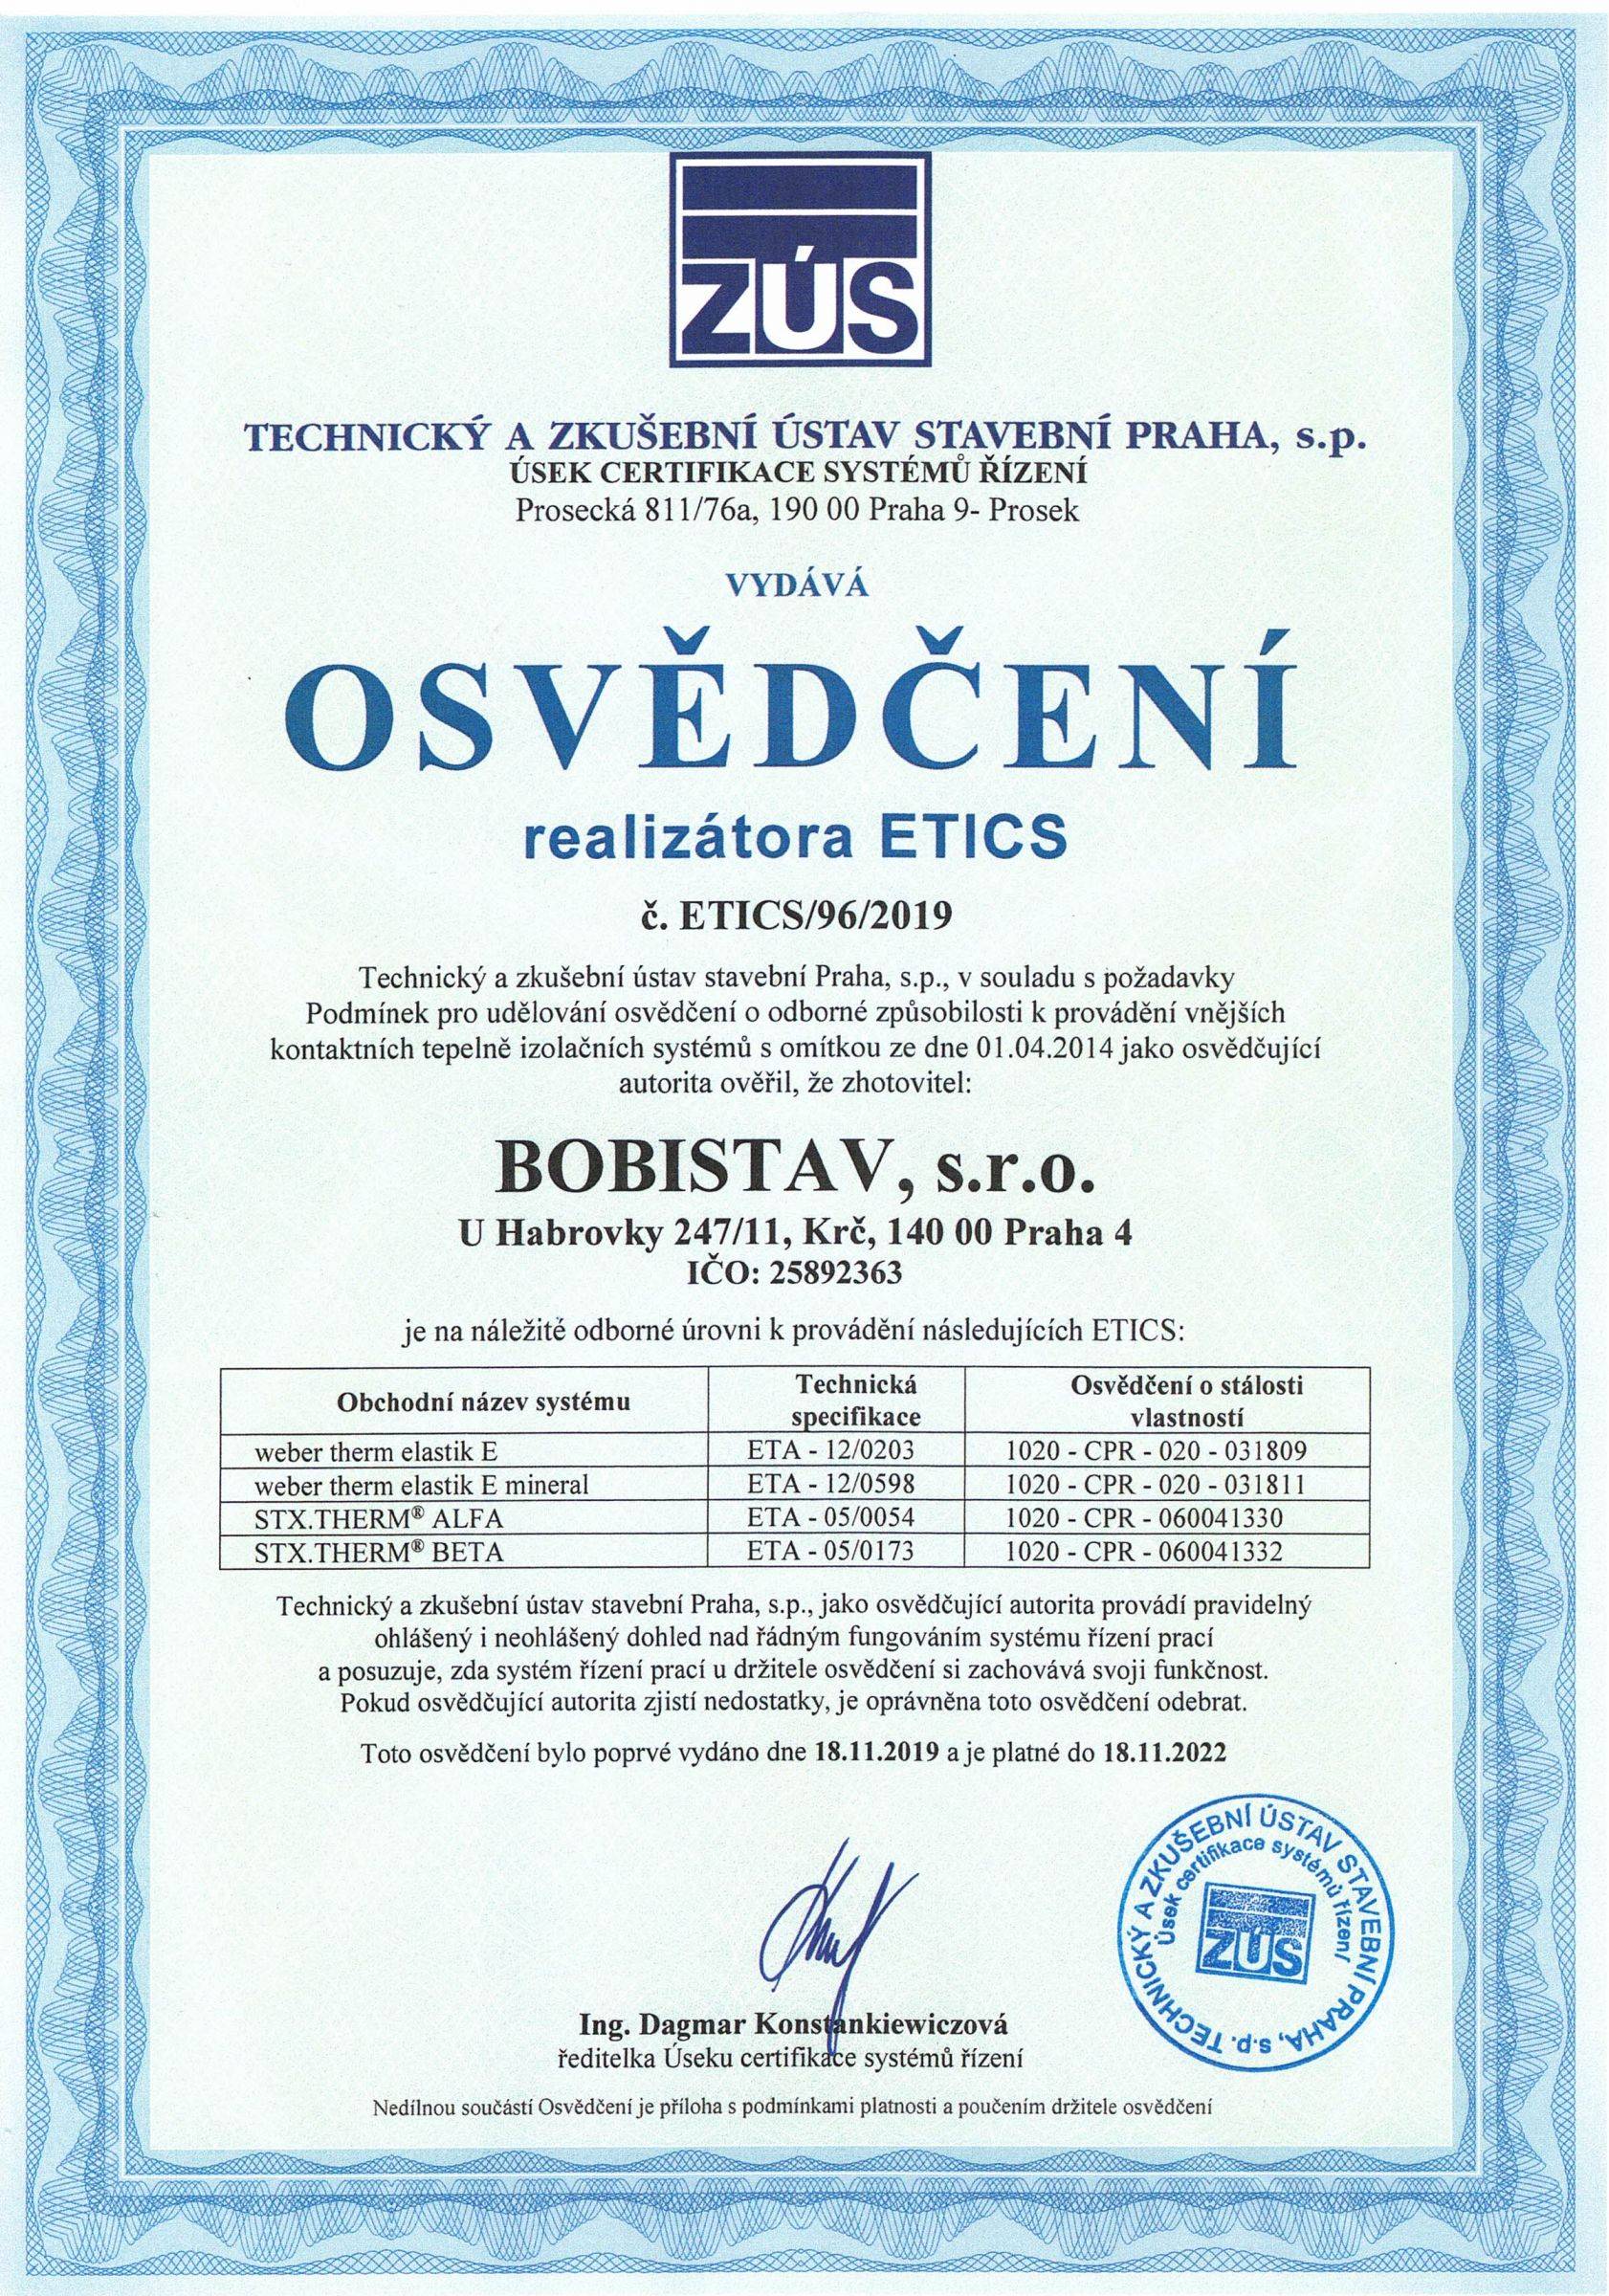 ZÚS
TECHNICKÝ A ZKUŠEBNÍ ÚSTAV STAVEBNÍ PRAHA, s.p.
ÚSEK CERTIFIKACE SYSTÉMŮ ŘÍZENÍ
Prosecká 811/76a, 190 00 Praha 9- Prosek
VYDÁVÁ
OSVĚDČENÍ
realizátora ETICS
č. ETICS/96/2019
Technický a zkušební ústav stavební Praha, s.p., v souladu s požadavky
Podmínek pro udělování osvědčení o odborné způsobilosti k provádění vnějších
kontaktních tepelně izolačních systémů s omítkou ze dne 01.04.2014 jako osvědčující
autorita ověřil, že zhotovitel:
BOBISTAV, s.r.o.
U Habrovky 247/11, Krč, 140 00 Praha 4
IČO: 25892363
je na náležité odborné úrovni k provádění následujících ETICS:
Obchodní název systému Technická specifikace Osvědčení o stálosti vlastností
weber therm elastik E ETA - 12/0203 1020 - CPR - 020 - 031809
weber therm elastik E mineral ETA - 12/0598 1020 - CPR - 020 - 031811
STX.THERM® ALFA ETA - 05/0054 1020 - CPR - 060041330
STX.THERM® BETA ETA - 05/0173 1020 - CPR - 060041332
Technický a zkušební ústav stavební Praha, s.p., jako osvědčující autorita provádí pravidelný
ohlášený i neohlášený dohled nad řádným fungováním systému řízení prací
a posuzuje, zda systém řízení prací u držitele osvědčení si zachovává svoji funkčnost.
Pokud osvědčující autorita zjistí nedostatky, je oprávněna toto osvědčení odebrat.
Toto osvědčení bylo poprvé vydáno dne 18.11.2019 a je platné do 18.11.2022
TECHNICKÝ A ZKUŠEBNÍ ÚSTAV STAVEBNÍ PRAHA, s.p.
Úsek certifikace systémů řízení
ZÚS
Ing. Dagmar Konstankiewiczová
ředitelka Úseku certifikace systémů řízení
Nedílnou součástí Osvědčení je příloha s podmínkami platnosti a poučením držitele osvědčení